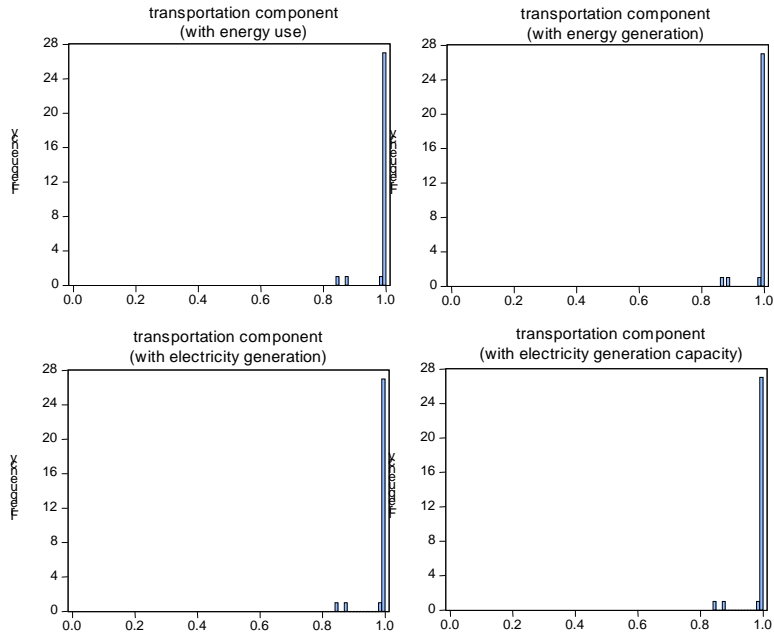 transportation component
(with energy use)
28
24
20
16
12
8
4
0
Frequency
0.0 0.2 0.4 0.6 0.8 1.0
transportation component
(with energy generation)
28
24
20
16
12
8
4
0
Frequency
0.0 0.2 0.4 0.6 0.8 1.0
transportation component
(with electricity generation)
28
24
20
16
12
8
4
0
Frequency
0.0 0.2 0.4 0.6 0.8 1.0
transportation component
(with electricity generation capacity)
28
24
20
16
12
8
4
0
Frequency
0.0 0.2 0.4 0.6 0.8 1.0